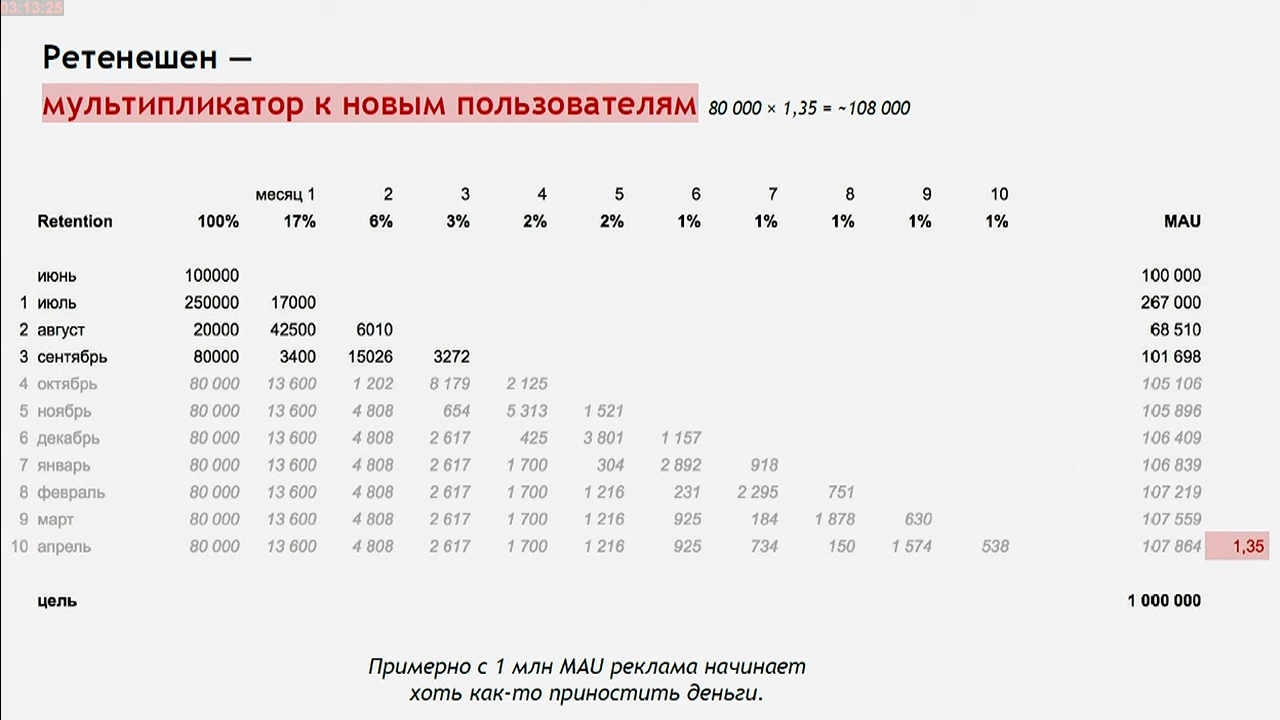 03:13:25
Ретенешен —
мультипликатор к новым пользователям 80 000 × 1,35 = ~108 000
месяц 1 2 3 4 5 6 7 8 9 10
Retention 100% 17% 6% 3% 2% 2% 1% 1% 1% 1% 1% MAU
июнь 100000 100 000
1 июль 250000 17000 267 000
2 август 20000 42500 6010 68 510
3 сентябрь 80000 3400 15026 3272 101 698
4 октябрь 80 000 13 600 1 202 8 179 2 125 105 106
5 ноябрь 80 000 13 600 4 808 654 5 313 1 521 105 896
6 декабрь 80 000 13 600 4 808 2 617 425 3 801 1 157 106 409
7 январь 80 000 13 600 4 808 2 617 1 700 304 2 892 918 106 839
8 февраль 80 000 13 600 4 808 2 617 1 700 1 216 231 2 295 751 107 219
9 март 80 000 13 600 4 808 2 617 1 700 1 216 925 184 1 878 630 107 559
10 апрель 80 000 13 600 4 808 2 617 1 700 1 216 925 734 150 1 574 538 107 864 1,35
цель 1 000 000
Примерно с 1 млн MAU реклама начинает
хоть как-то приностить деньги.